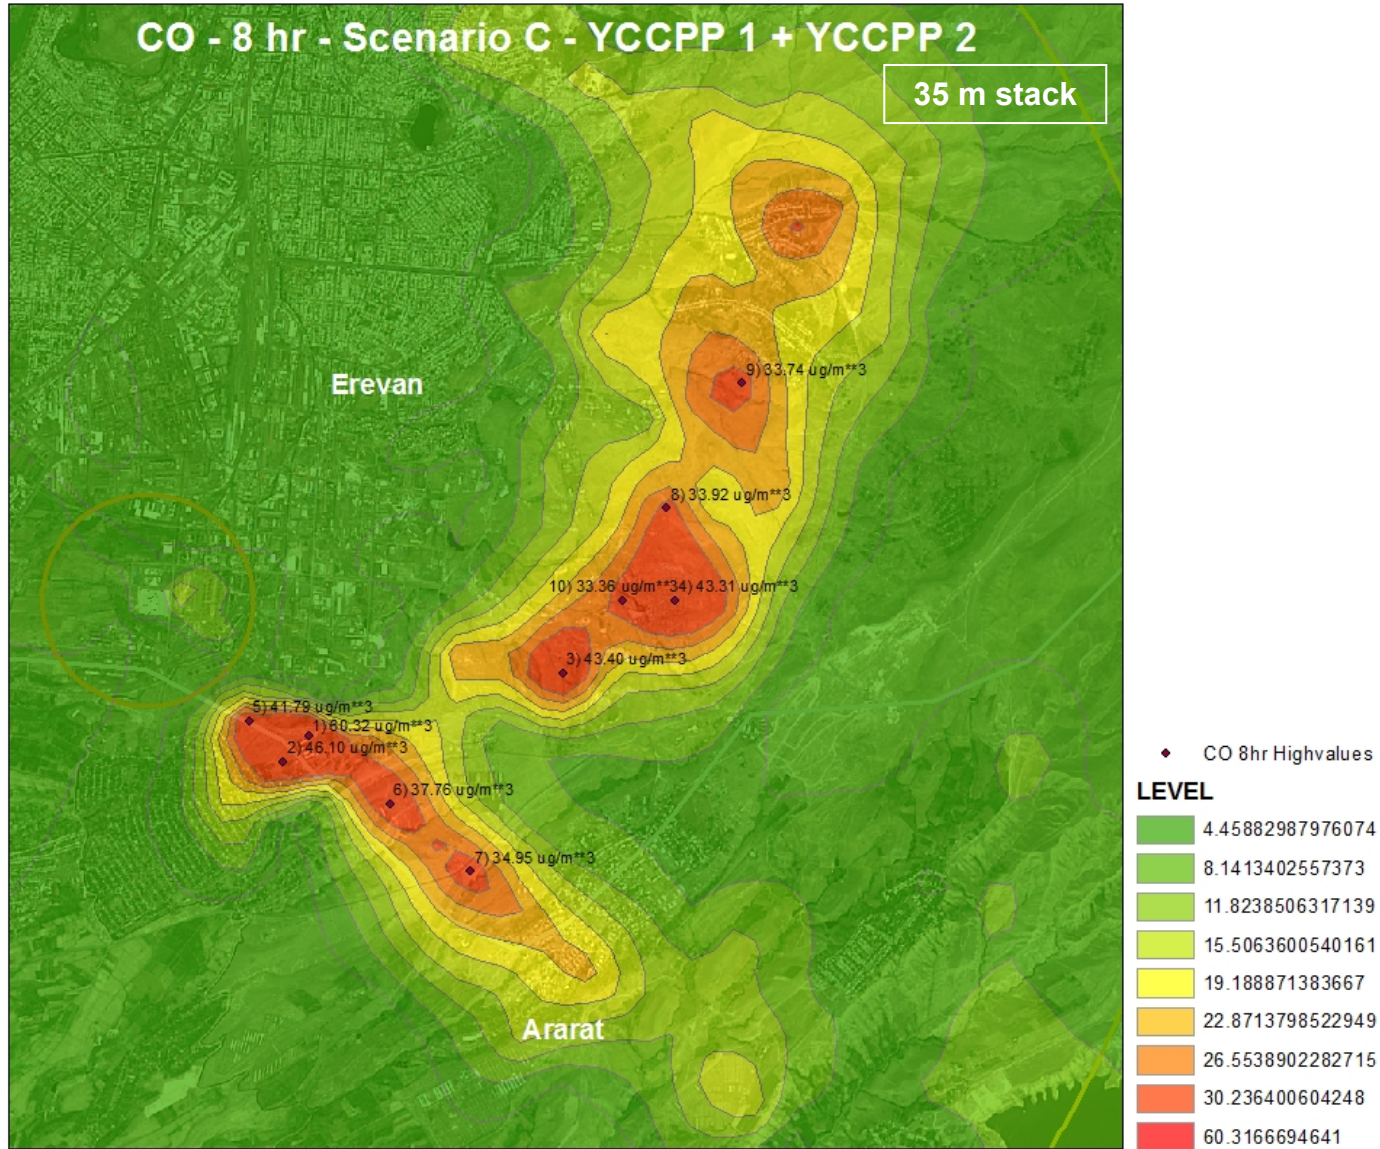 CO - 8 hr - Scenario C - YCCPP 1 + YCCPP 2
35 m stack
Erevan
9) 33.74 ug/m**3
8) 33.92 ug/m**3
10) 33.36 ug/m**3
4) 43.31 ug/m**3
3) 43.40 ug/m**3
5) 41.79 ug/m**3
1) 60.32 ug/m**3
2) 46.10 ug/m**3
6) 37.76 ug/m**3
7) 34.95 ug/m**3
Ararat
CO 8hr Highvalues
LEVEL
4.45882987976074
8.1413402557373
11.8238506317139
15.5063600540161
19.188871383667
22.8713798522949
26.5538902282715
30.236400604248
60.3166694641